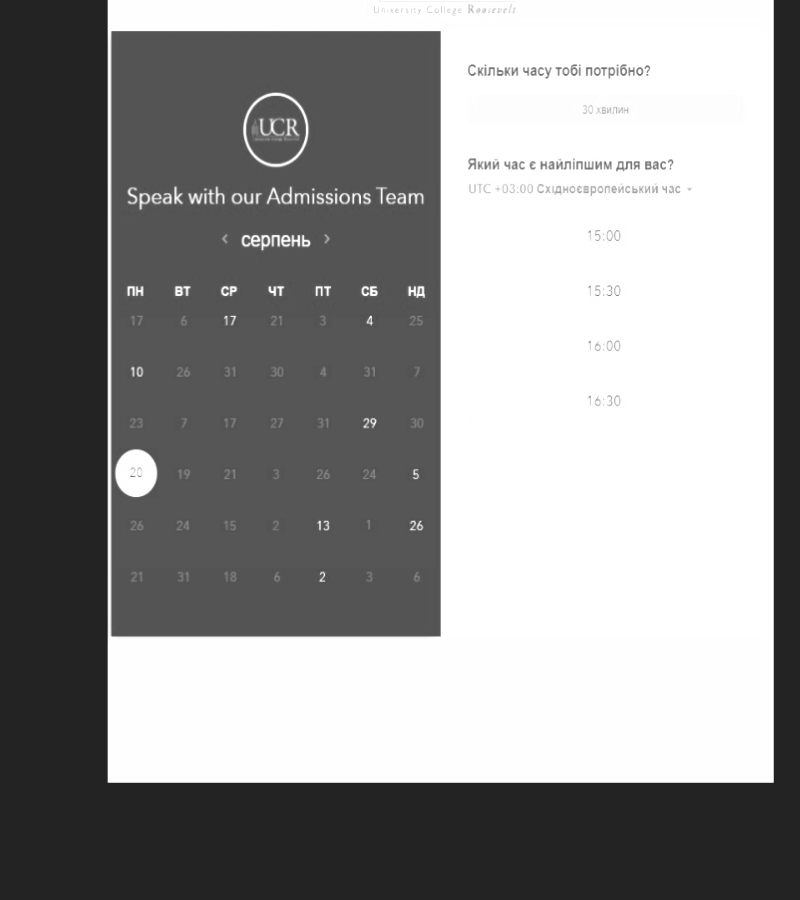 University College Roosevelt
UCR
Speak with our Admissions Team
серпень
ПН ВТ СР ЧТ ПТ СБ НД
17 6 17 21 3 4 25
10 26 31 30 4 31 7
23 7 17 27 31 29 30
20 19 21 3 26 24 5
26 24 15 2 13 1 26
21 31 18 6 2 3 6
Скільки часу тобі потрібно?
30 хвилин
Який час є найліпшим для вас?
UTC +03:00 Східноєвропейський час
15:00
15:30
16:00
16:30